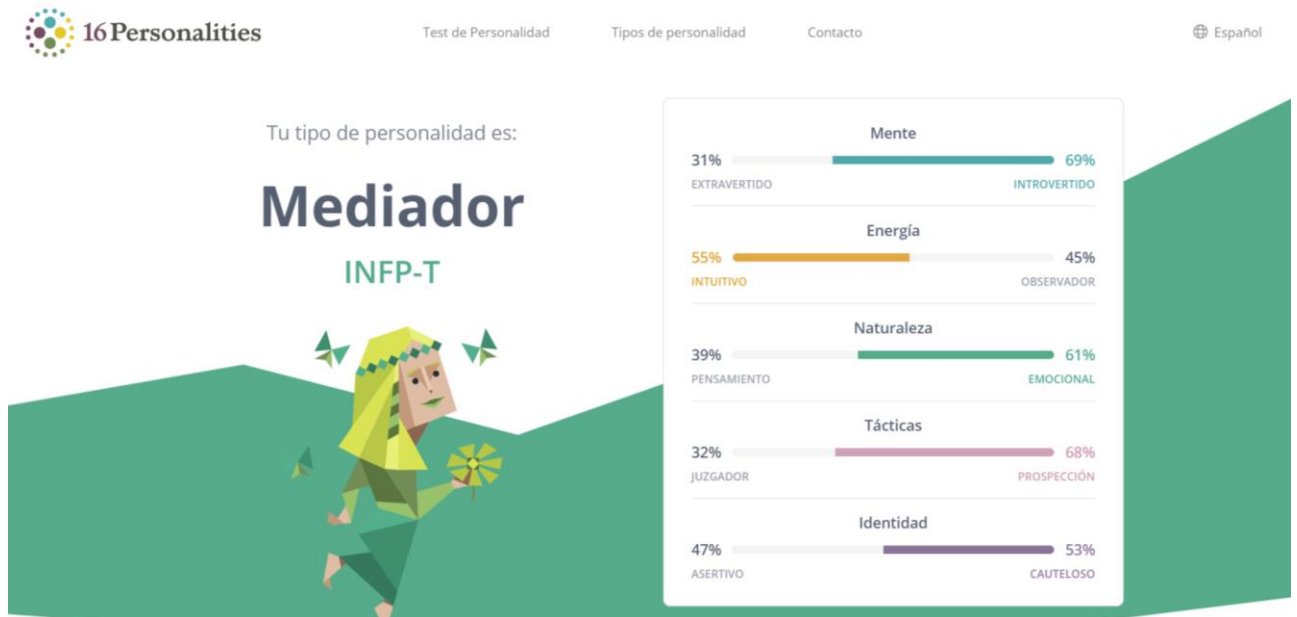 16 Personalities
Test de Personalidad
Tipos de personalidad
Contacto
Español
Tu tipo de personalidad es:
Mediador
INFP-T
Mente
31% 69%
EXTRAVERTIDO INTROVERTIDO
Energía
55% 45%
INTUITIVO OBSERVADOR
Naturaleza
39% 61%
PENSAMIENTO EMOCIONAL
Tácticas
32% 68%
JUZGADOR PROSPECCIÓN
Identidad
47% 53%
ASERTIVO CAUTELOSO